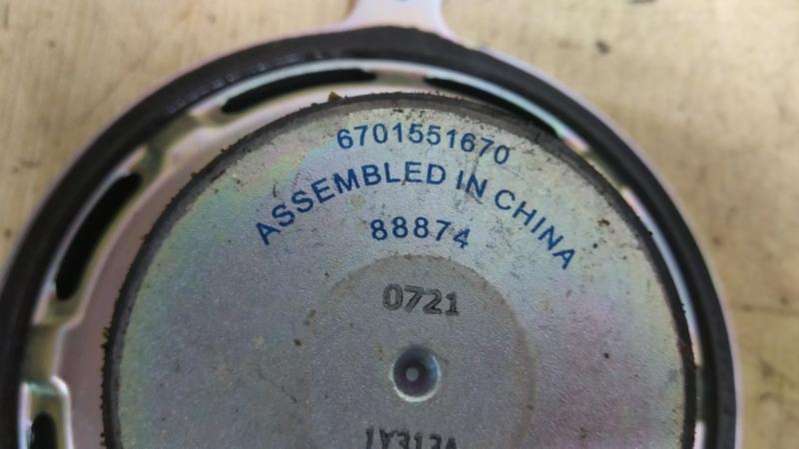 6701551670
ASSEMBLED IN CHINA
88874
0721